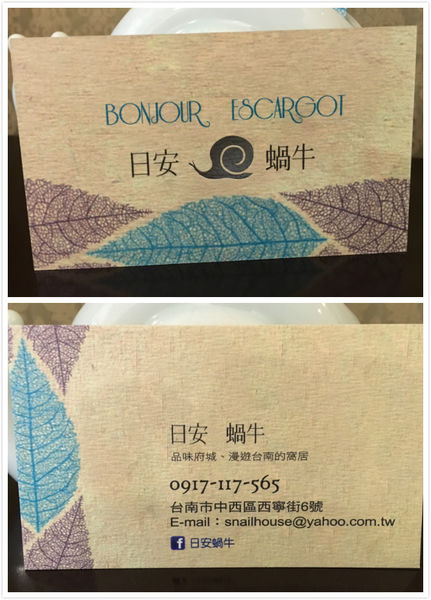 BONJOUR ESCARGOT
日安 蝸牛
日安 蝸牛
品味府城、漫遊台南的窩居
0917-117-565
台南市中西區西寧街6號
E-mail：snailhouse@yahoo.com.tw
f 日安蝸牛